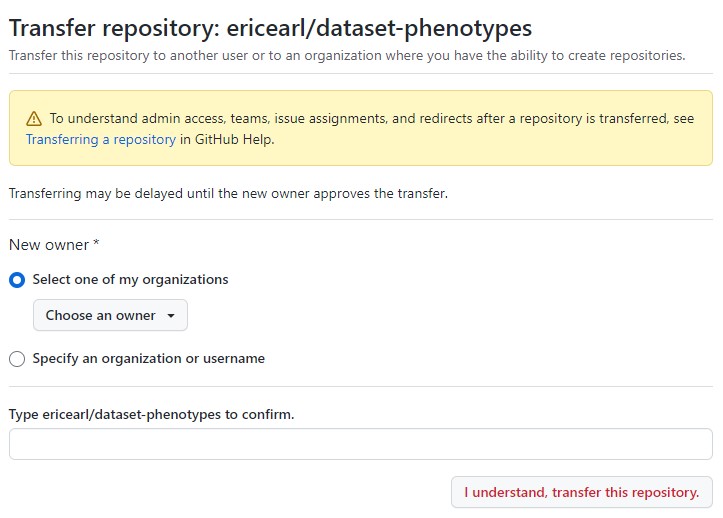 Transfer repository: ericearl/dataset-phenotypes
Transfer this repository to another user or to an organization where you have the ability to create repositories.
To understand admin access, teams, issue assignments, and redirects after a repository is transferred, see
Transferring a repository in GitHub Help.
Transferring may be delayed until the new owner approves the transfer.
New owner *
Select one of my organizations
Choose an owner
Specify an organization or username
Type ericearl/dataset-phenotypes to confirm.
I understand, transfer this repository.